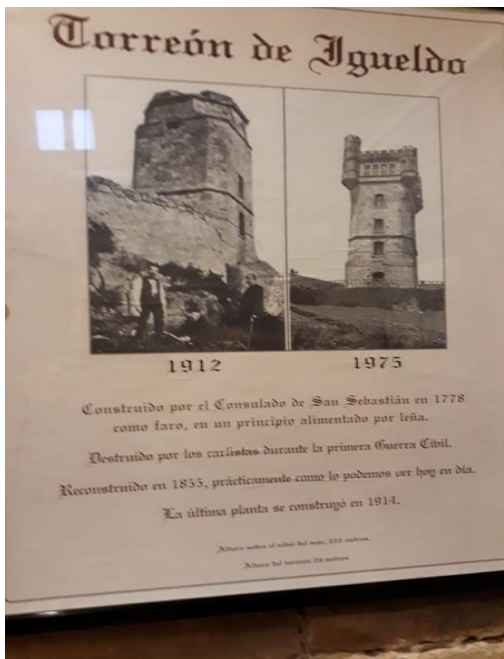 Torreón de Igueldo
1912
1975
Construido por el Consulado de San Sebastián en 1778
como faro, en un principio alimentado por leña.
Destruido por los carlistas durante la primera Guerra Civil.
Reconstruido en 1855, prácticamente como lo podemos ver hoy en día.
La última planta se construyó en 1914.
Altura sobre el nivel del mar, metros.
Altura del torreón metros.